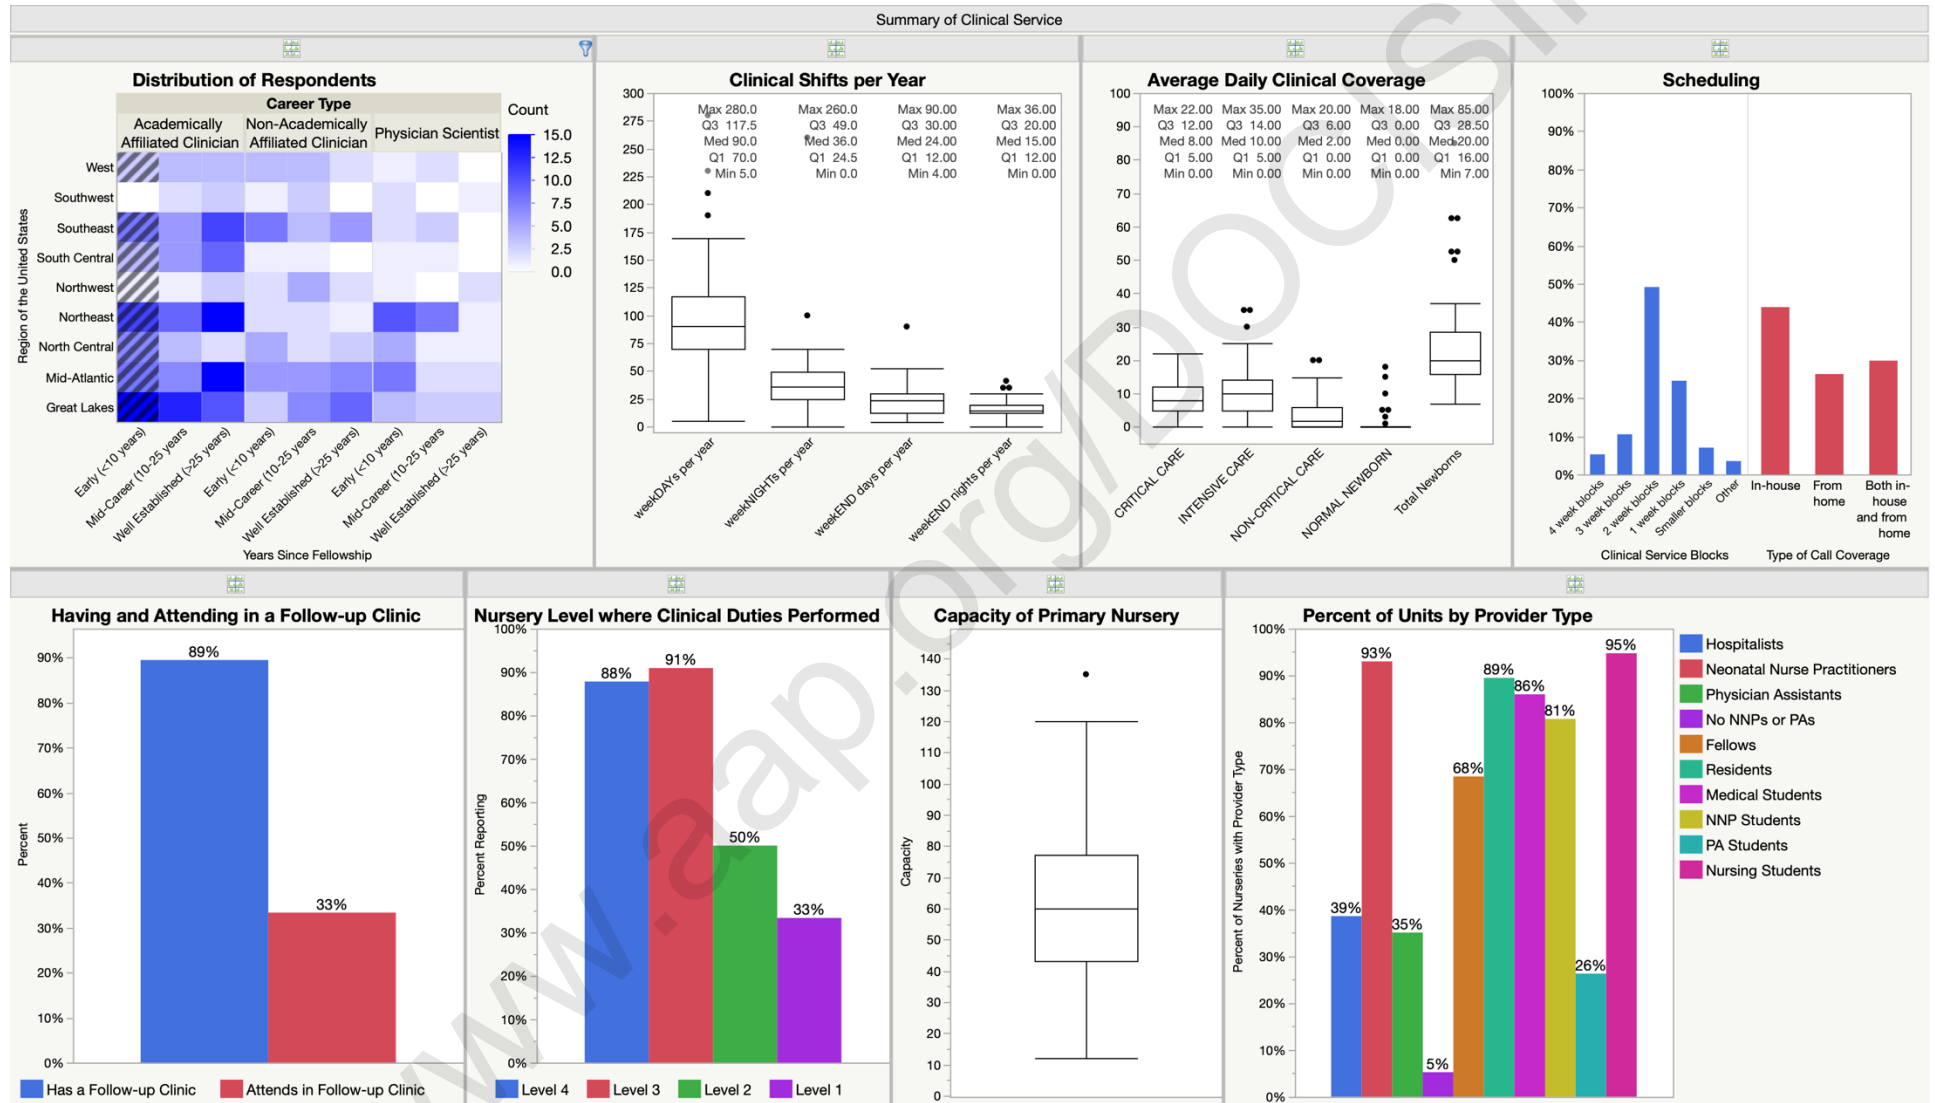 Summary of Clinical Service
Distribution of Respondents
Career Type
Academically
Affiliated Clinician
Non-Academically
Affiliated Clinician
Physician Scientist
Count
15.0
12.5
10.0
7.5
5.0
2.5
0.0
Region of the United States
West
Southwest
Southeast
South Central
Northwest
Northeast
North Central
Mid-Atlantic
Great Lakes
Early (<10 years)
Mid-Career (10-25 years
Well Established (>25 years)
Early (<10 years)
Mid-Career (10-25 years
Well Established (>25 years)
Early (<10 years)
Mid-Career (10-25 years
Well Established (>25 years)
Years Since Fellowship
Clinical Shifts per Year
300
275
250
225
200
175
150
125
100
75
50
25
0
Max 280.0
Q3 117.5
Med 90.0
Q1 70.0
Min 5.0
Max 260.0
Q3 49.0
Med 36.0
Q1 24.5
Min 0.0
Max 90.00
Q3 30.00
Med 24.00
Q1 12.00
Min 4.00
Max 36.00
Q3 20.00
Med 15.00
Q1 12.00
Min 0.00
weekDAYs per year
weekNIGHTs per year
weekEND days per year
weekEND nights per year
Average Daily Clinical Coverage
100
90
80
70
60
50
40
30
20
10
0
Max 22.00
Q3 12.00
Med 8.00
Q1 5.00
Min 0.00
Max 35.00
Q3 14.00
Med 10.00
Q1 5.00
Min 0.00
Max 20.00
Q3 6.00
Med 2.00
Q1 0.00
Min 0.00
Max 18.00
Q3 0.00
Med 0.00
Q1 0.00
Min 0.00
Max 85.00
Q3 28.50
Med 20.00
Q1 16.00
Min 7.00
CRITICAL CARE
INTENSIVE CARE
NON-CRITICAL CARE
NORMAL NEWBORN
Total Newborns
Scheduling
100%
90%
80%
70%
60%
50%
40%
30%
20%
10%
0%
4 week blocks
3 week blocks
2 week blocks
1 week blocks
Smaller blocks
Other
In-house
From
home
Both in-
house
and from
home
Clinical Service Blocks
Type of Call Coverage
Having and Attending in a Follow-up Clinic
Percent
90%
80%
70%
60%
50%
40%
30%
20%
10%
0%
89%
33%
Has a Follow-up Clinic
Attends in Follow-up Clinic
Nursery Level where Clinical Duties Performed
Percent Reporting
100%
90%
80%
70%
60%
50%
40%
30%
20%
10%
0%
88%
91%
50%
33%
Level 4
Level 3
Level 2
Level 1
Capacity of Primary Nursery
Capacity
140
130
120
110
100
90
80
70
60
50
40
30
20
10
0
Percent of Units by Provider Type
Percent of Nurseries with Provider Type
100%
90%
80%
70%
60%
50%
40%
30%
20%
10%
0%
39%
93%
35%
5%
68%
89%
86%
81%
26%
95%
Hospitalists
Neonatal Nurse Practitioners
Physician Assistants
No NNPs or PAs
Fellows
Residents
Medical Students
NNP Students
PA Students
Nursing Students